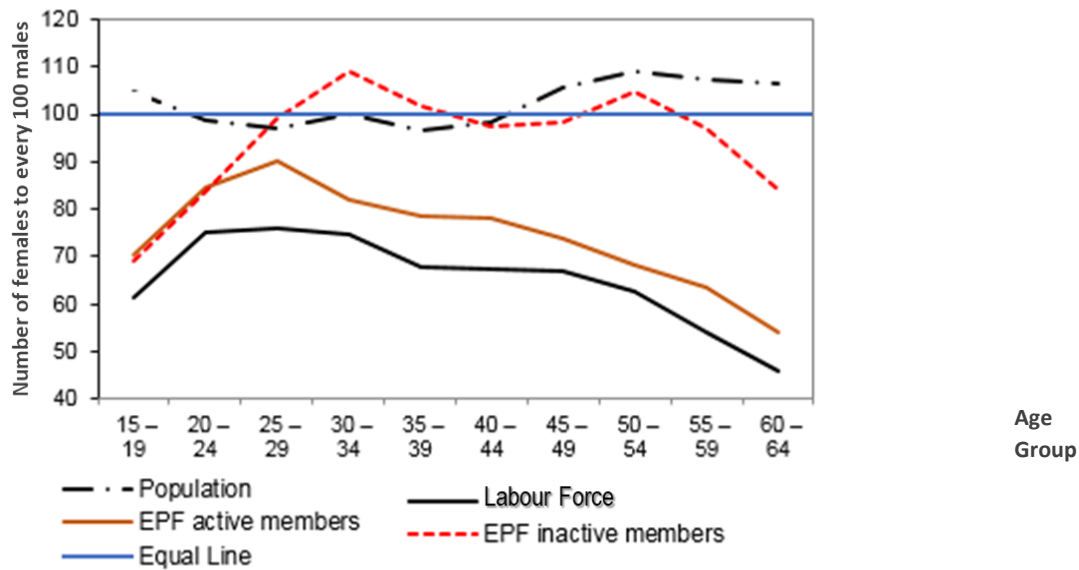 Number of females to every 100 males
120
110
100
90
80
70
60
50
40
15 – 19
20 – 24
25 – 29
30 – 34
35 – 39
40 – 44
45 – 49
50 – 54
55 – 59
60 – 64
Age
Group
Population
Labour Force
EPF active members
EPF inactive members
Equal Line